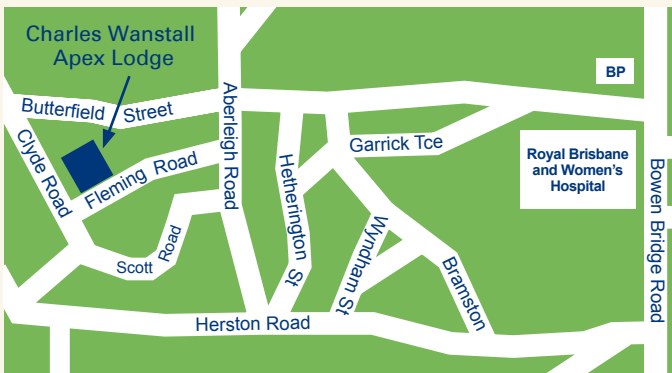 Charles Wanstall
Apex Lodge
BP
Butterfield Street
Aberleigh Road
Clyde Road
Garrick Tce
Royal Brisbane
and Women's
Hospital
Fleming Road
Hetherington St
Bowen Bridge Road
Scott Road
Wyndham St
Bramston
Herston Road